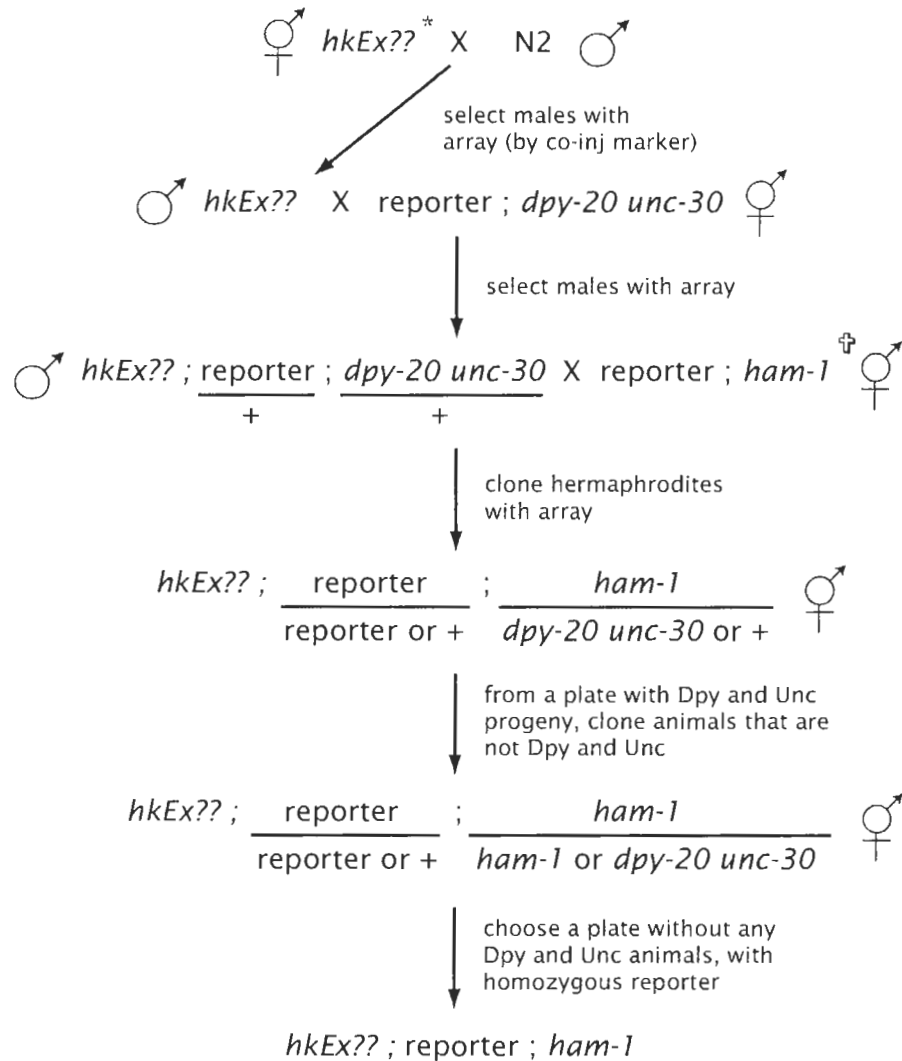 hkEx??* X N2
select males with
array (by co-inj marker)
hkEx?? X reporter ; dpy-20 unc-30
select males with array
hkEx?? ; reporter ; dpy-20 unc-30 X reporter ; ham-1 ✝
+ +
clone hermaphrodites
with array
hkEx?? ; reporter ; ham-1
reporter or + dpy-20 unc-30 or +
from a plate with Dpy and Unc
progeny, clone animals that are
not Dpy and Unc
hkEx?? ; reporter ; ham-1
reporter or + ham-1 or dpy-20 unc-30
choose a plate without any
Dpy and Unc animals, with
homozygous reporter
hkEx?? ; reporter ; ham-1